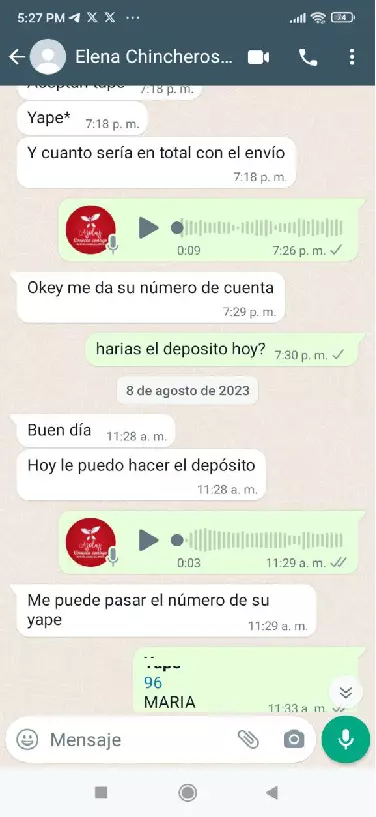 5:27 PM
74
Elena Chincheros...
Aceptan tape
7:18 p. m.
Yape*
7:18 p. m.
Y cuanto sería en total con el envío
7:18 p. m.
0:09
7:26 p. m.
Okey me da su número de cuenta
7:29 p. m.
harias el deposito hoy?
7:30 p. m.
8 de agosto de 2023
Buen día
11:28 a. m.
Hoy le puedo hacer el depósito
11:28 a. m.
0:03
11:29 a. m.
Me puede pasar el número de su
yape
11:29 a. m.
96
MARIA
11:33 a. m.
Mensaje